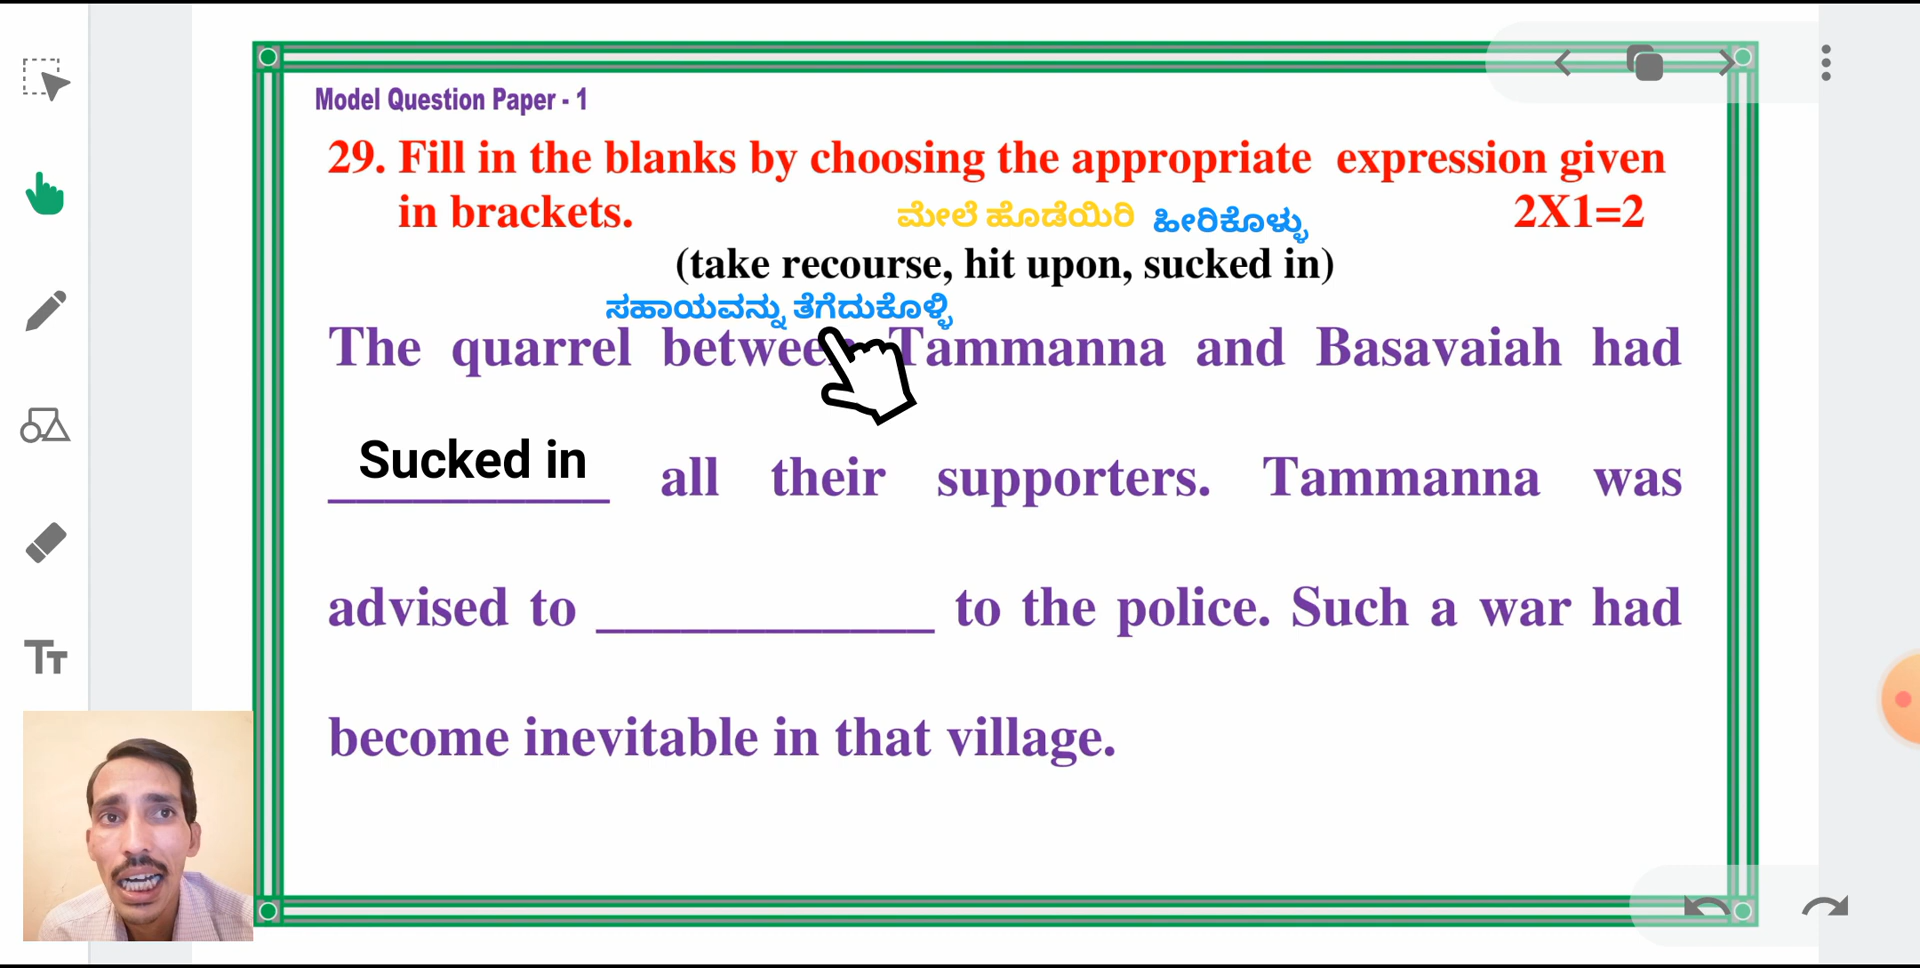 Model Question Paper - 1
29. Fill in the blanks by choosing the appropriate expression given
in brackets. 2X1=2
ಮೇಲೆ ಹೊಡೆಯಿರಿ ಹೀರಿಕೊಳ್ಳು
(take recourse, hit upon, sucked in)
ಸಹಾಯವನ್ನು ತೆಗೆದುಕೊಳ್ಳಿ
The quarrel between Tammanna and Basavaiah had
Sucked in all their supporters. Tammanna was
advised to ____________ to the police. Such a war had
become inevitable in that village.
TT